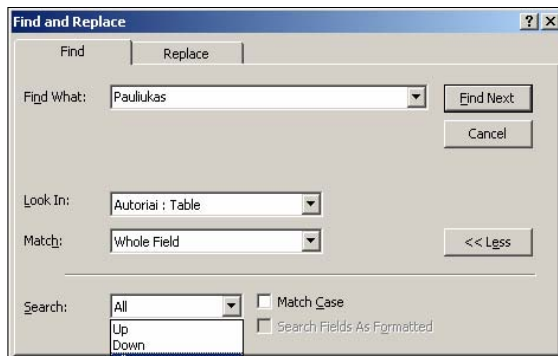 Find and Replace
Find Replace
Find What: Pauliukas Find Next
Cancel
Look In: Autoriai : Table
Match: Whole Field << Less
Search: All Match Case
Up Search Fields As Formatted
Down